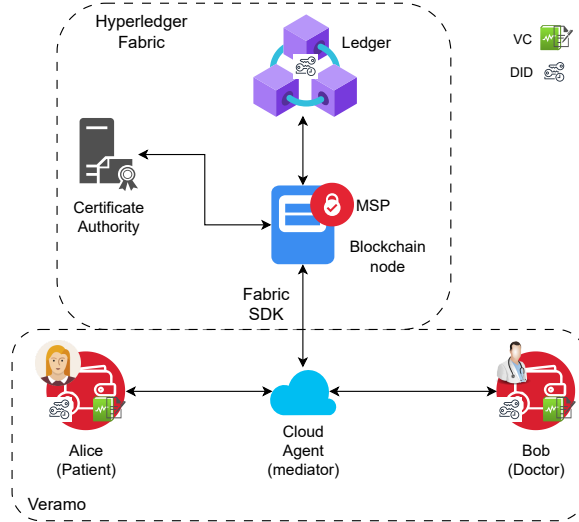 Hyperledger
Fabric
Ledger
VC
DID
Certificate
Authority
MSP
Blockchain
node
Fabric
SDK
Alice
(Patient)
Cloud
Agent
(mediator)
Bob
(Doctor)
Veramo